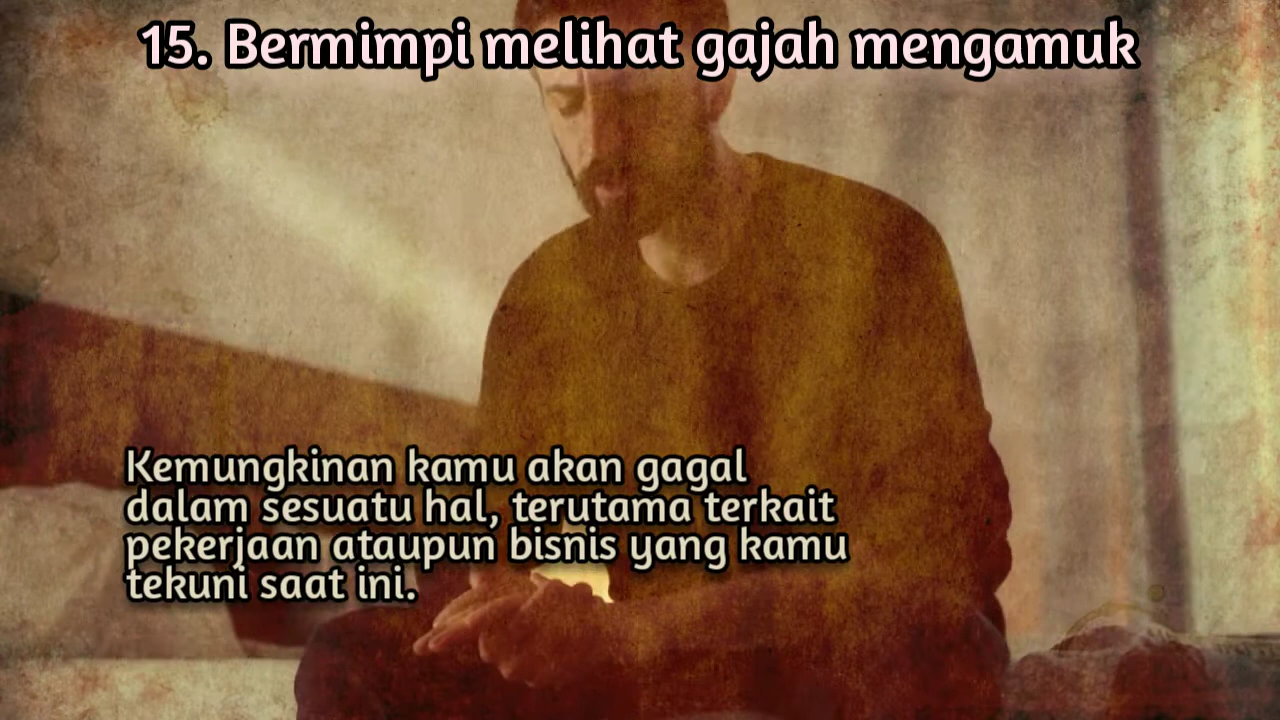 15. Bermimpi melihat gajah mengamuk
Kemungkinan kamu akan gagal
dalam sesuatu hal, terutama terkait
pekerjaan ataupun bisnis yang kamu
tekuni saat ini.